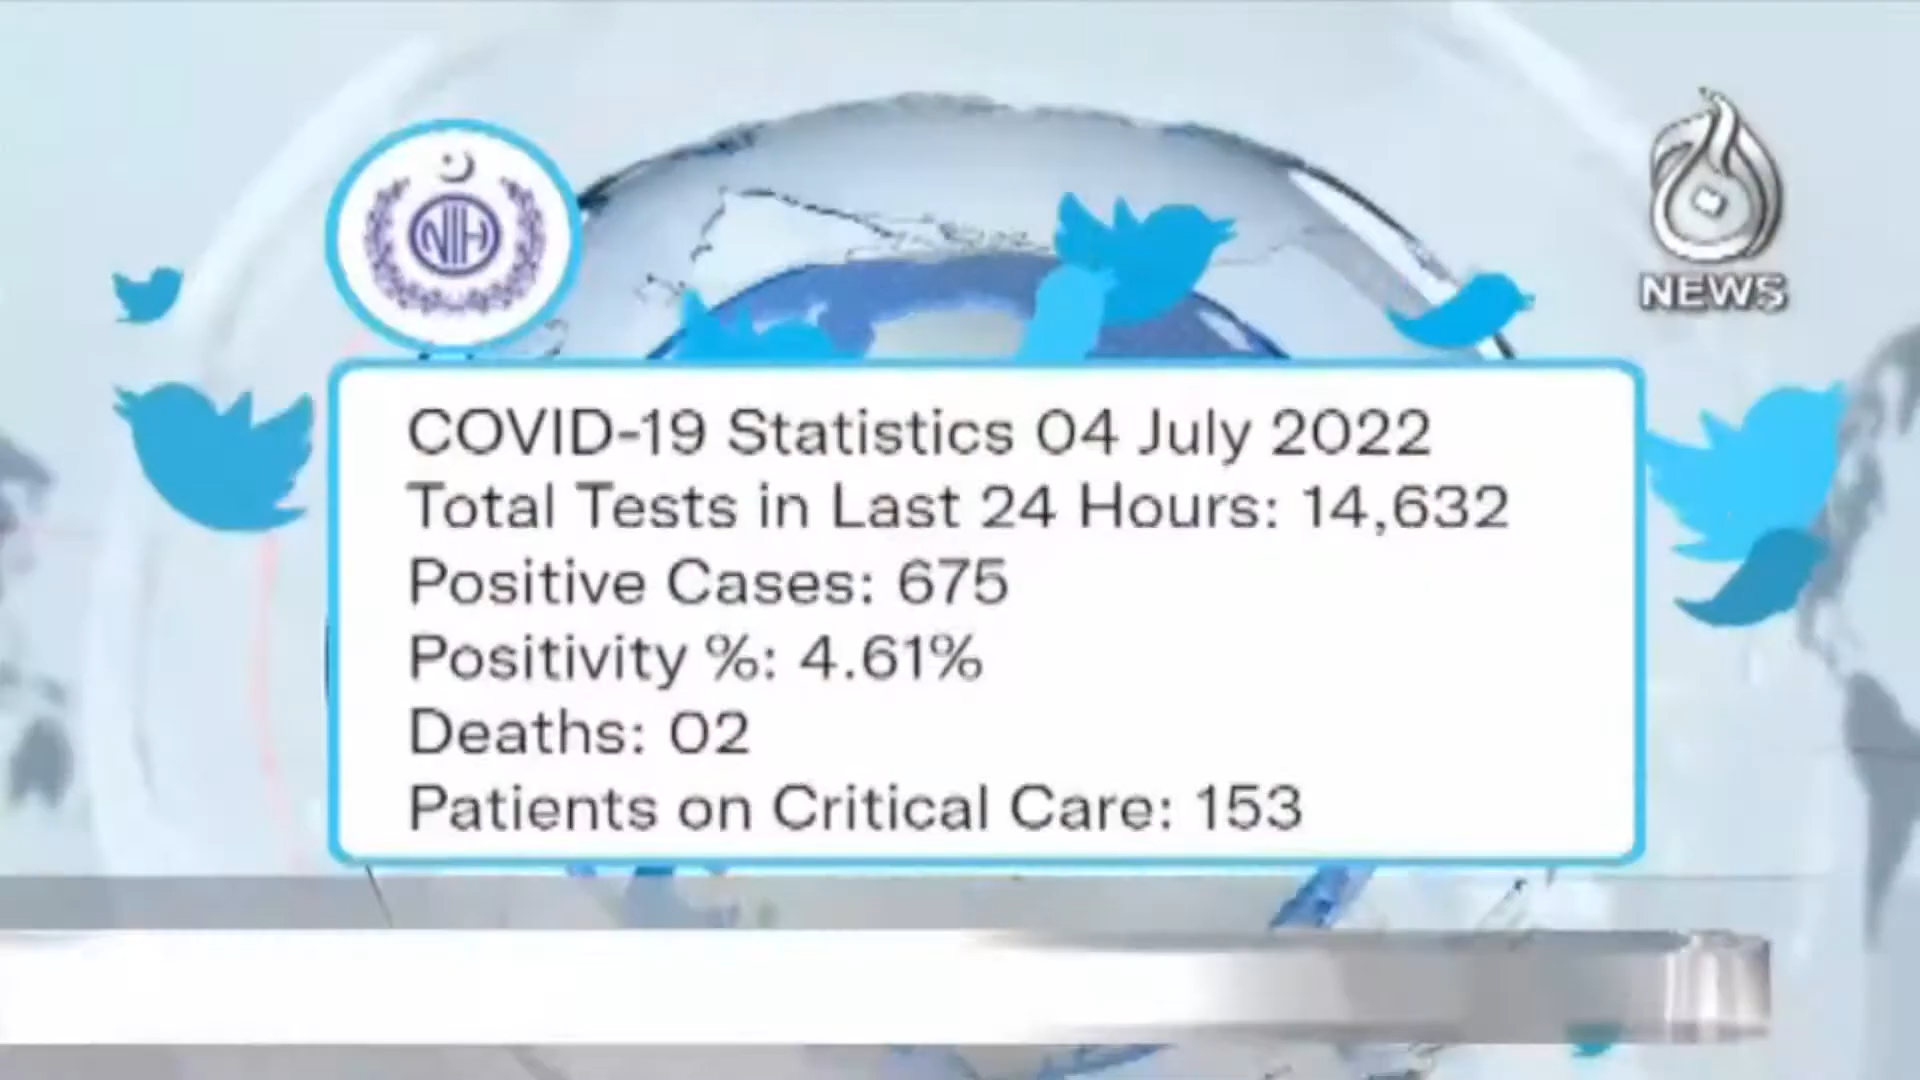 NIH
NEWS
COVID-19 Statistics 04 July 2022
Total Tests in Last 24 Hours: 14,632
Positive Cases: 675
Positivity %: 4.61%
Deaths: 02
Patients on Critical Care: 153